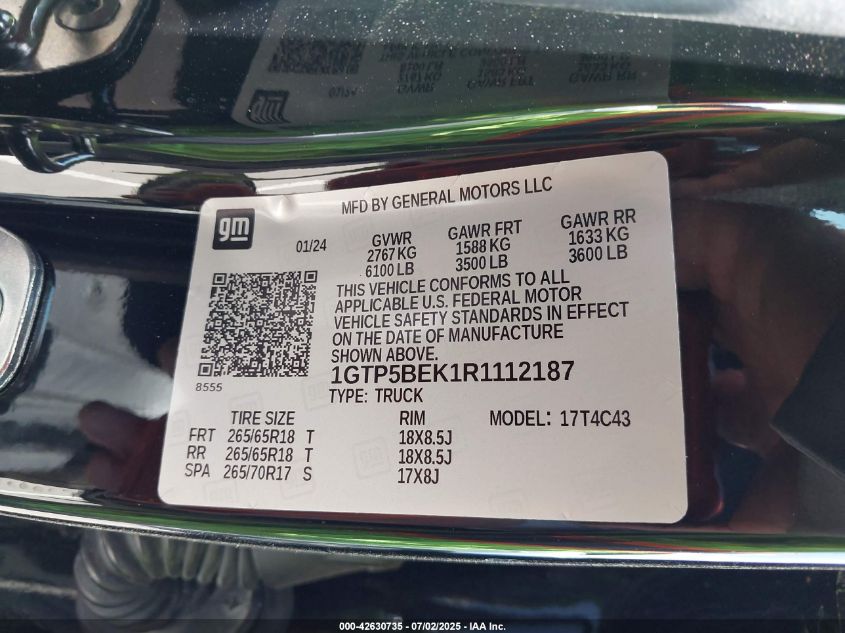 MFD BY GENERAL MOTORS LLC
gm
01/24
GVWR GAWR FRT GAWR RR
2767 KG 1588 KG 1633 KG
6100 LB 3500 LB 3600 LB
THIS VEHICLE CONFORMS TO ALL
APPLICABLE U.S. FEDERAL MOTOR
VEHICLE SAFETY STANDARDS IN EFFECT
ON THE DATE OF MANUFACTURE
SHOWN ABOVE.
8555
1GTP5BEK1R1112187
TYPE: TRUCK
TIRE SIZE RIM MODEL: 17T4C43
FRT 265/65R18 T 18X8.5J
RR 265/65R18 T 18X8.5J
SPA 265/70R17 S 17X8J
000-42630735 - 07/02/2025 - IAA Inc.